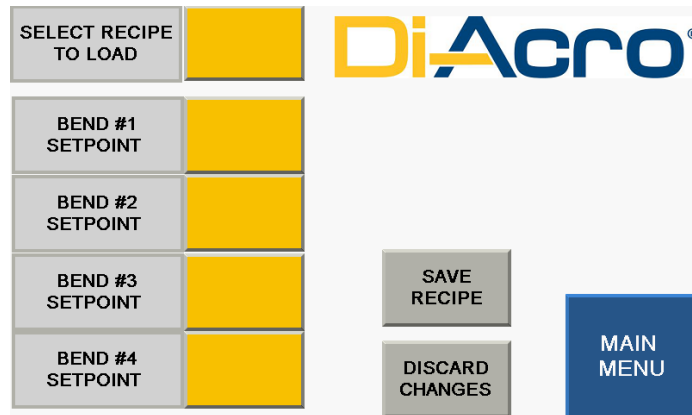 SELECT RECIPE
TO LOAD
Di-Acro®
BEND #1
SETPOINT
BEND #2
SETPOINT
BEND #3
SETPOINT
SAVE
RECIPE
BEND #4
SETPOINT
DISCARD
CHANGES
MAIN
MENU